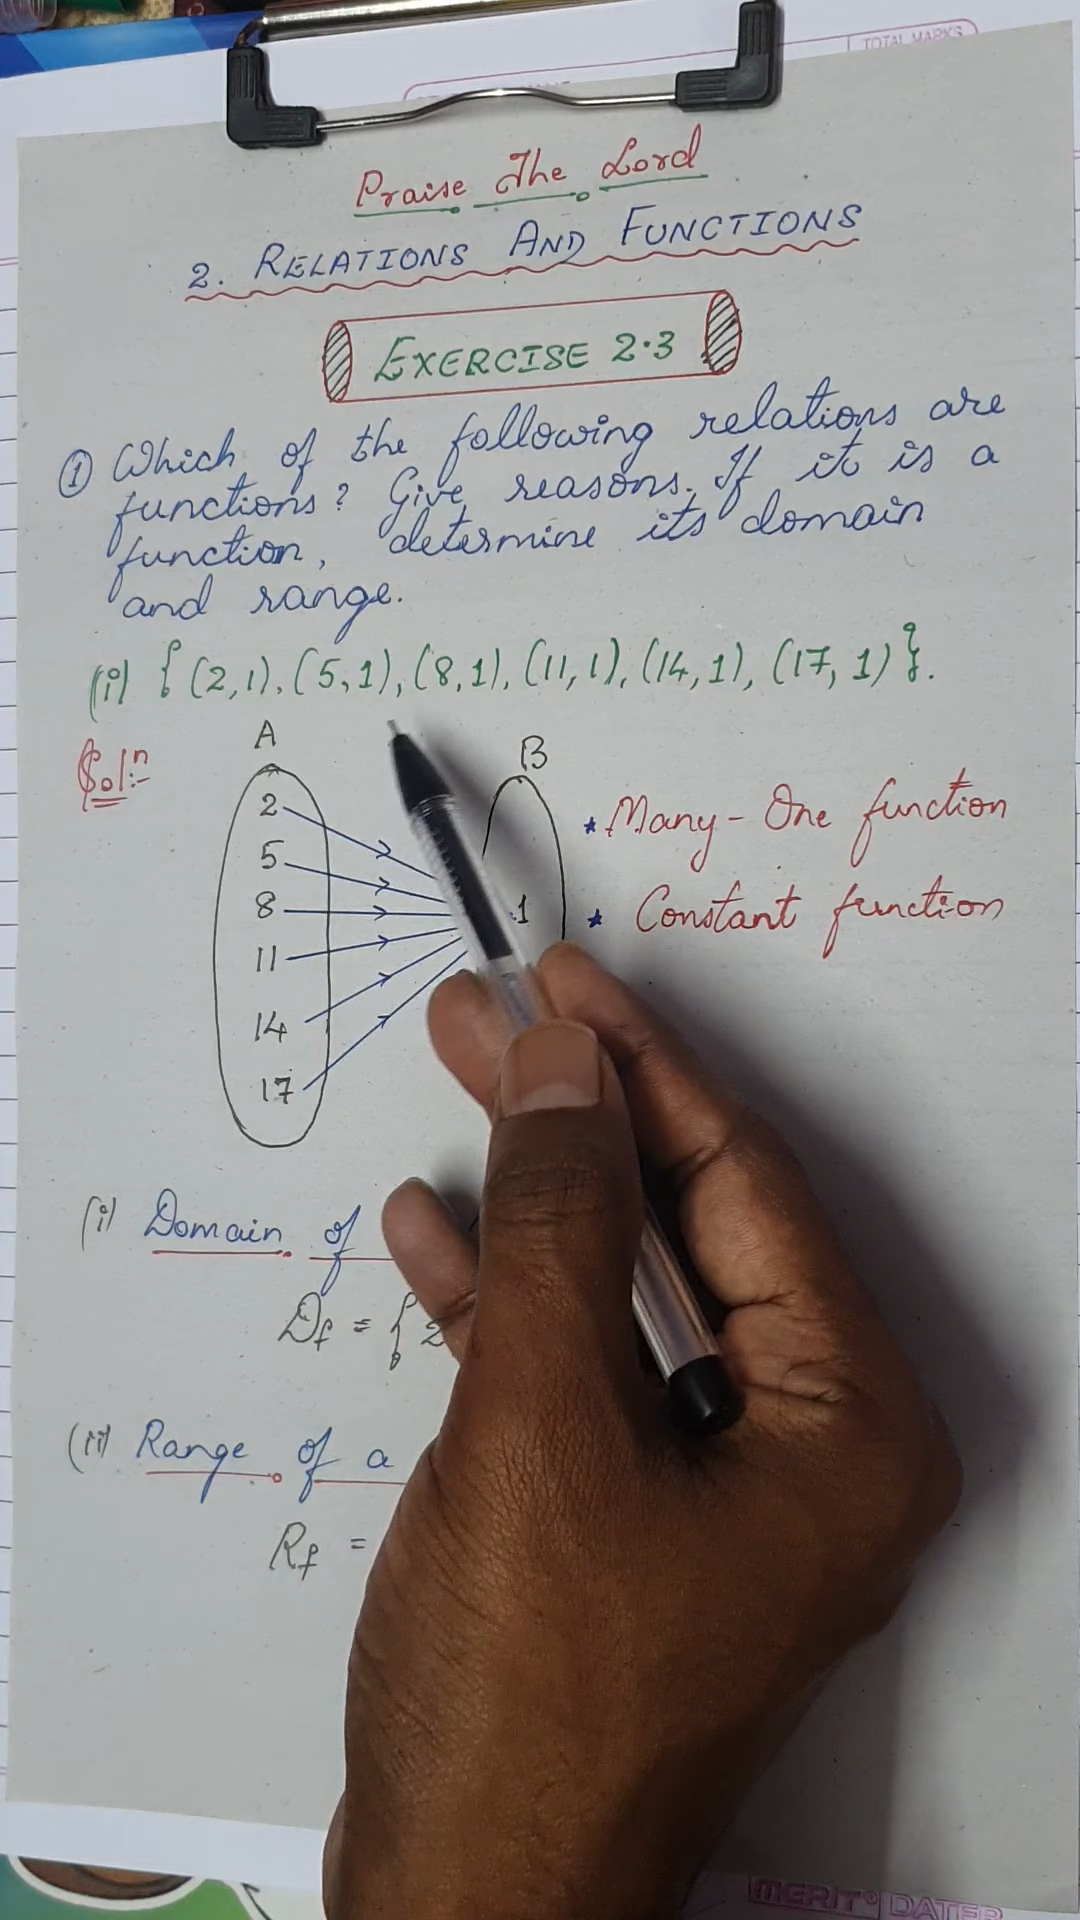 TOTAL MARKS
Praise The Lord
2. RELATIONS AND FUNCTIONS
EXERCISE 2.3
① Which of the following relations are
functions? Give reasons. If it is a
function, determine its domain
and range.
(i) { (2,1), (5,1), (8,1), (11,1), (14,1), (17,1) }.
Solⁿ:-
A
B
2
5
8
11
14
17
.1
* Many-One function
* Constant function
(i) Domain of
Df = { 2
(ii) Range of a
Rf =
MERIT DATER